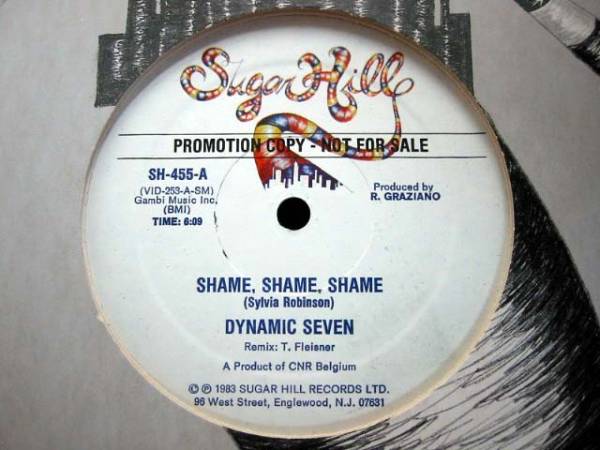 Sugar Hill
PROMOTION COPY - NOT FOR SALE
SH-455-A
(VID-253-A-SM)
Gambi Music Inc.
(BMI)
TIME: 6:09
Produced by
R. GRAZIANO
SHAME, SHAME, SHAME
(Sylvia Robinson)
DYNAMIC SEVEN
Remix: T. Fleisner
A Product of CNR Belgium
© ℗ 1983 SUGAR HILL RECORDS LTD.
96 West Street, Englewood, N.J. 07631